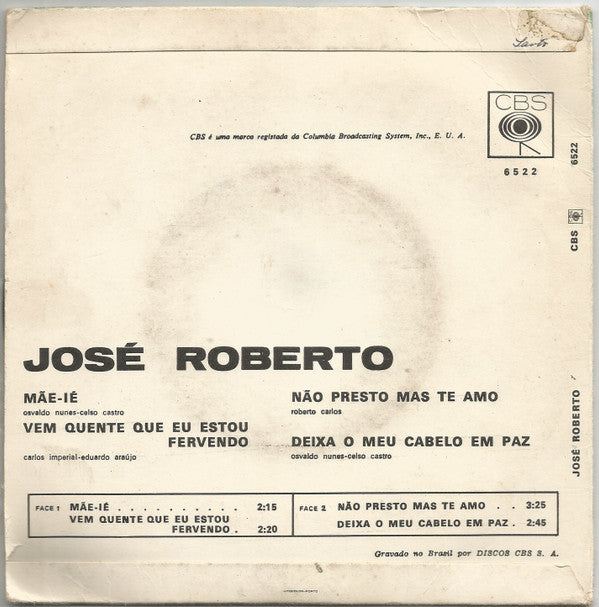 Santos
CBS
6522
CBS é uma marca registada da Columbia Broadcasting System, Inc., E. U. A.
JOSÉ ROBERTO
MÃE-IÉ
osvaldo nunes-celso castro
VEM QUENTE QUE EU ESTOU
FERVENDO
carlos imperial-eduardo araújo
NÃO PRESTO MAS TE AMO
roberto carlos
DEIXA O MEU CABELO EM PAZ
osvaldo nunes-celso castro
FACE 1 MÃE-IÉ . . . . . . . . . . 2:15
VEM QUENTE QUE EU ESTOU
FERVENDO . 2:20
FACE 2 NÃO PRESTO MAS TE AMO . . 3:25
DEIXA O MEU CABELO EM PAZ . 2:45
Gravado no Brasil por DISCOS CBS S. A.
6522
CBS
JOSÉ ROBERTO